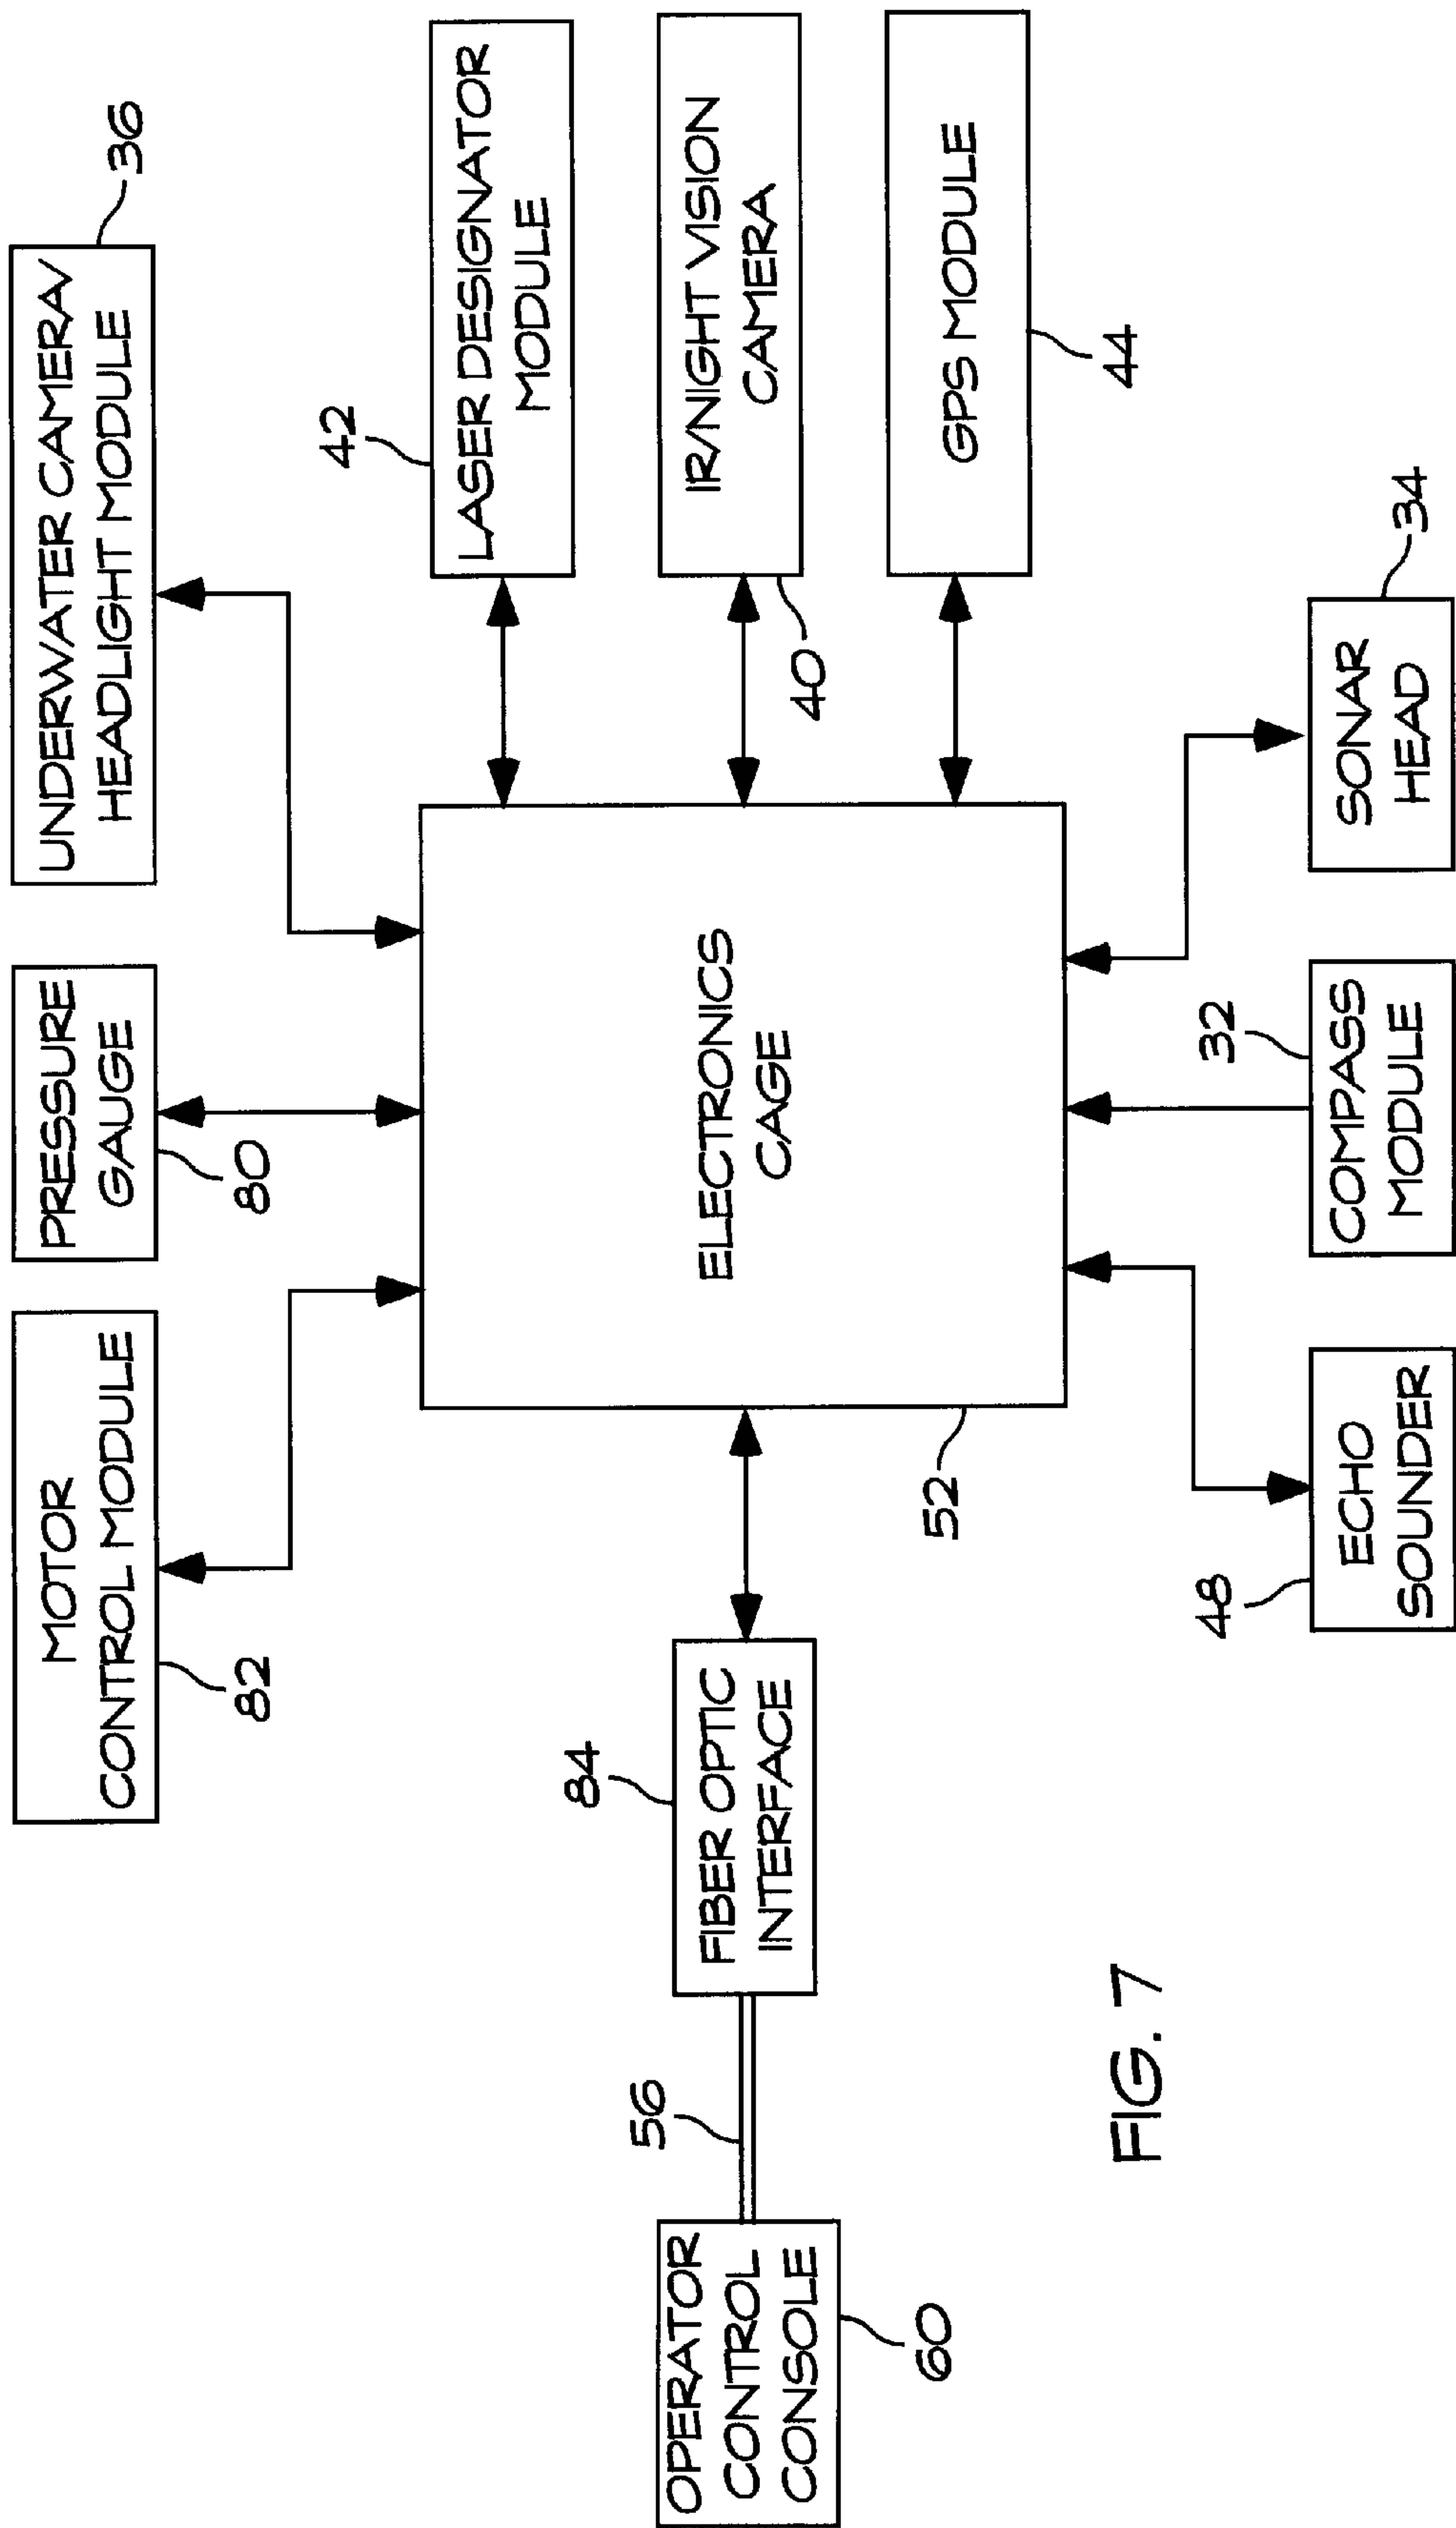 MOTOR
CONTROL MODULE
82
PRESSURE
GAUGE
80
UNDERWATER CAMERA/
HEADLIGHT MODULE
36
42
LASER DESIGNATOR
MODULE
OPERATOR
CONTROL
CONSOLE
60
56
84
FIBER OPTIC
INTERFACE
ELECTRONICS
CAGE
52
IR/NIGHT VISION
CAMERA
40
GPS MODULE
44
48
ECHO
SOUNDER
32
COMPASS
MODULE
SONAR
HEAD
34
FIG. 7